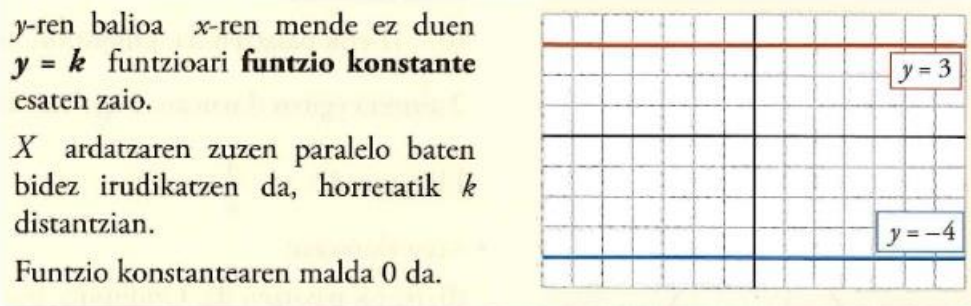 y-ren balioa x-ren mende ez duen
y = k funtzioari funtzio konstante
esaten zaio.
X ardatzaren zuzen paralelo baten
bidez irudikatzen da, horretatik k
distantzian.
Funtzio konstantearen malda 0 da.
y = 3
y = −4